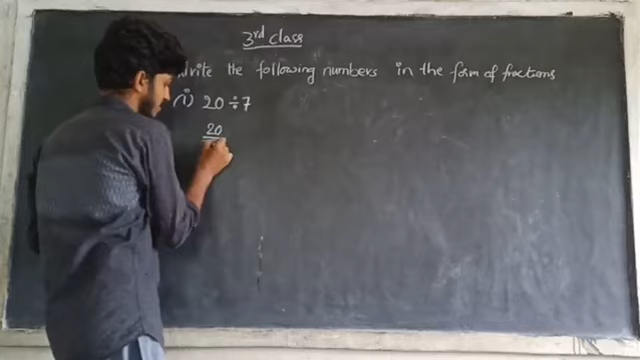 3rd class
Write the following numbers in the form of fractions
(i) 20 ÷ 7
20